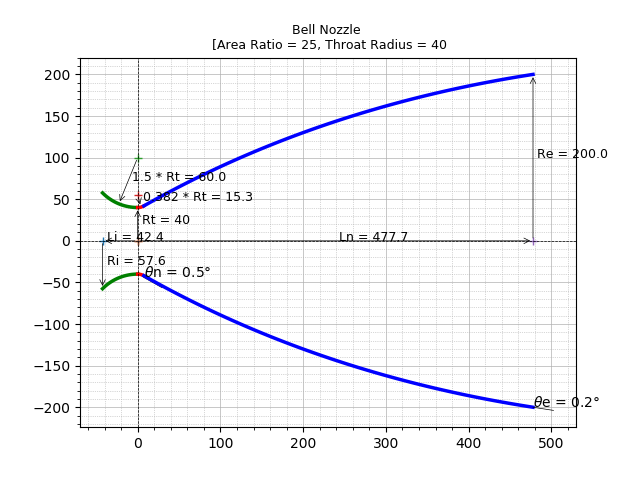 Bell Nozzle
[Area Ratio = 25, Throat Radius = 40
200
150
100
50
0
−50
−100
−150
−200
Re = 200.0
1.5 * Rt = 60.0
0.382 * Rt = 15.3
Rt = 40
Li = 42.4
Ln = 477.7
Ri = 57.6
θn = 0.5°
θe = 0.2°
0
100
200
300
400
500